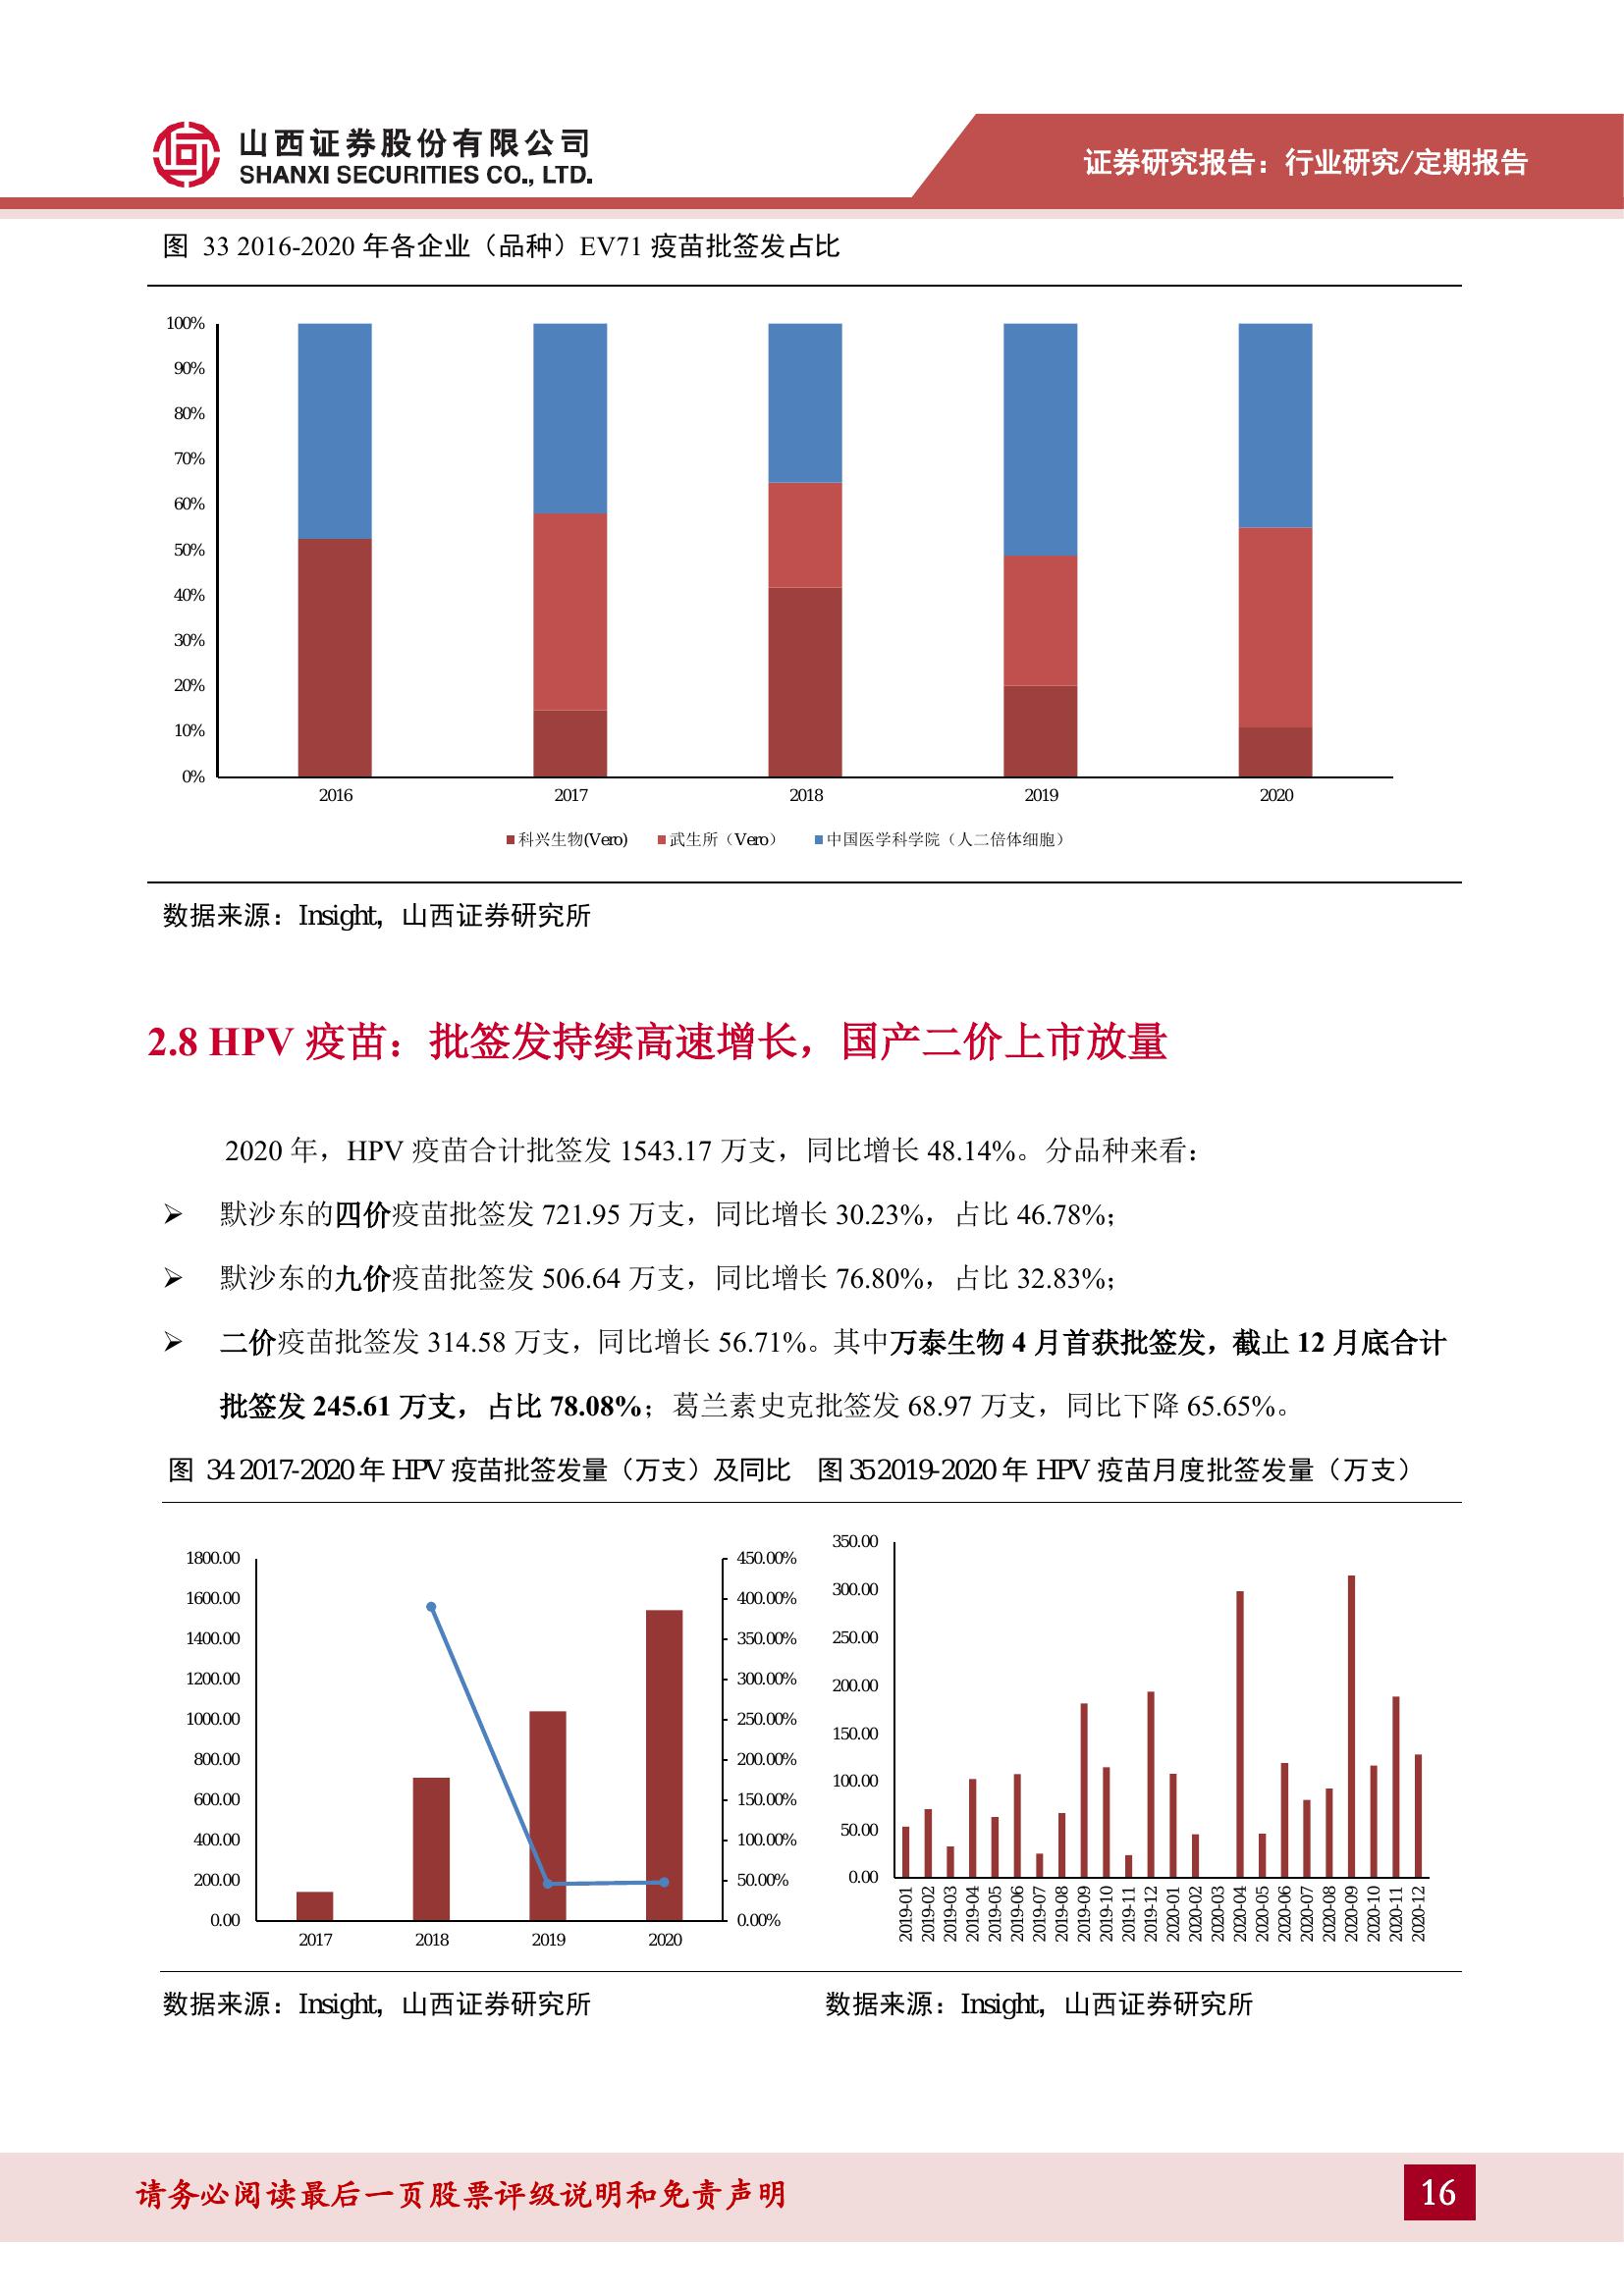 山西证券股份有限公司
SHANXI SECURITIES CO., LTD.
证券研究报告：行业研究/定期报告
图 33 2016-2020 年各企业（品种）EV71 疫苗批签发占比
100%
90%
80%
70%
60%
50%
40%
30%
20%
10%
0%
2016 2017 2018 2019 2020
科兴生物(Vero) 武生所（Vero） 中国医学科学院（人二倍体细胞）
数据来源：Insight，山西证券研究所
2.8 HPV 疫苗：批签发持续高速增长，国产二价上市放量
2020 年，HPV 疫苗合计批签发 1543.17 万支，同比增长 48.14%。分品种来看：
➢ 默沙东的四价疫苗批签发 721.95 万支，同比增长 30.23%，占比 46.78%；
➢ 默沙东的九价疫苗批签发 506.64 万支，同比增长 76.80%，占比 32.83%；
➢ 二价疫苗批签发 314.58 万支，同比增长 56.71%。其中万泰生物 4 月首获批签发，截止 12 月底合计
批签发 245.61 万支，占比 78.08%；葛兰素史克批签发 68.97 万支，同比下降 65.65%。
图 34 2017-2020 年 HPV 疫苗批签发量（万支）及同比
1800.00
1600.00
1400.00
1200.00
1000.00
800.00
600.00
400.00
200.00
0.00
450.00%
400.00%
350.00%
300.00%
250.00%
200.00%
150.00%
100.00%
50.00%
0.00%
2017 2018 2019 2020
图 35 2019-2020 年 HPV 疫苗月度批签发量（万支）
350.00
300.00
250.00
200.00
150.00
100.00
50.00
0.00
2019-01 2019-02 2019-03 2019-04 2019-05 2019-06 2019-07 2019-08 2019-09 2019-10 2019-11 2019-12 2020-01 2020-02 2020-03 2020-04 2020-05 2020-06 2020-07 2020-08 2020-09 2020-10 2020-11 2020-12
数据来源：Insight，山西证券研究所
数据来源：Insight，山西证券研究所
请务必阅读最后一页股票评级说明和免责声明
16